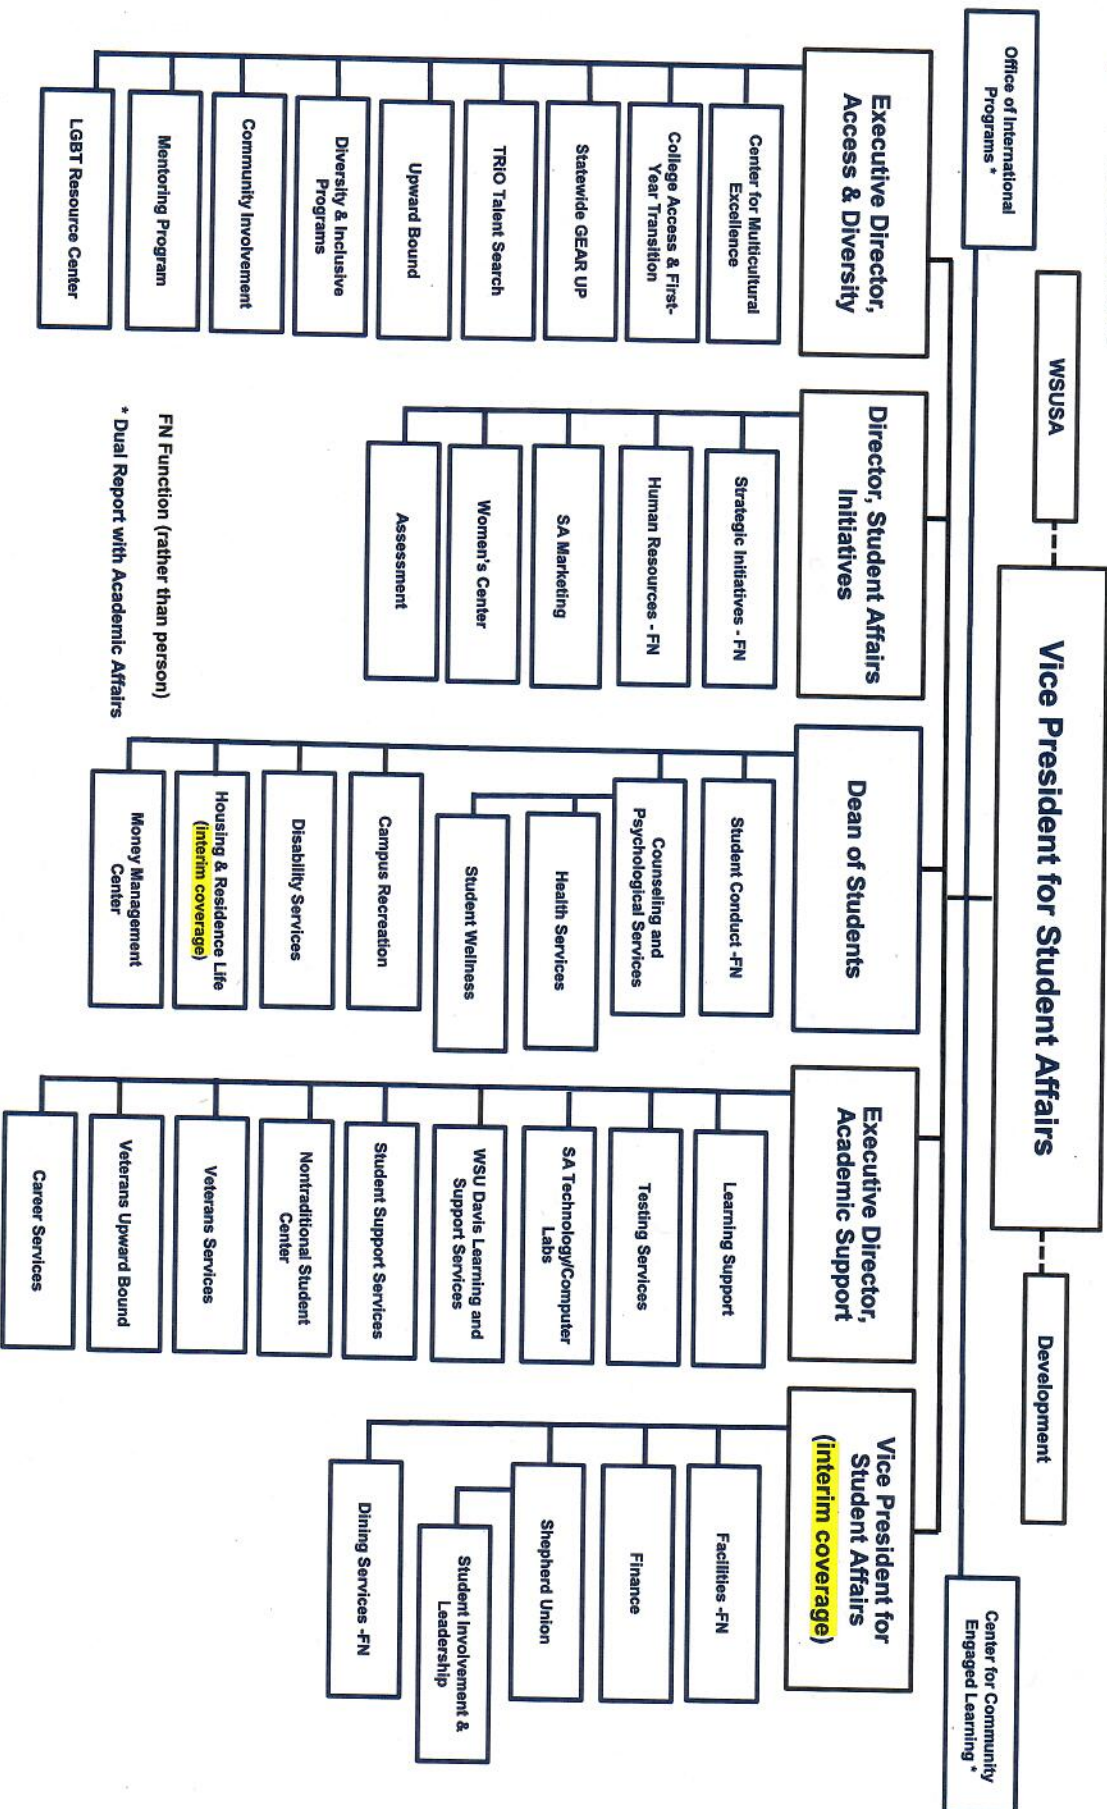 Vice President for Student Affairs
WSUSA
Development
Office of International
Programs *
Center for Community
Engaged Learning *
Executive Director,
Access & Diversity
Center for Multicultural
Excellence
College Access & First-
Year Transition
Statewide GEAR UP
TRiO Talent Search
Upward Bound
Diversity & Inclusive
Programs
Community Involvement
Mentoring Program
LGBT Resource Center
Director, Student Affairs
Initiatives
Strategic Initiatives - FN
Human Resources - FN
SA Marketing
Women's Center
Assessment
Dean of Students
Student Conduct -FN
Counseling and
Psychological Services
Health Services
Student Wellness
Campus Recreation
Disability Services
Housing & Residence Life
(interim coverage)
Money Management
Center
Executive Director,
Academic Support
Learning Support
Testing Services
SA Technology/Computer
Labs
WSU Davis Learning and
Support Services
Student Support Services
Nontraditional Student
Center
Veterans Services
Veterans Upward Bound
Career Services
Vice President for
Student Affairs
(interim coverage)
Facilities -FN
Finance
Shepherd Union
Student Involvement &
Leadership
Dining Services -FN
FN Function (rather than person)
* Dual Report with Academic Affairs